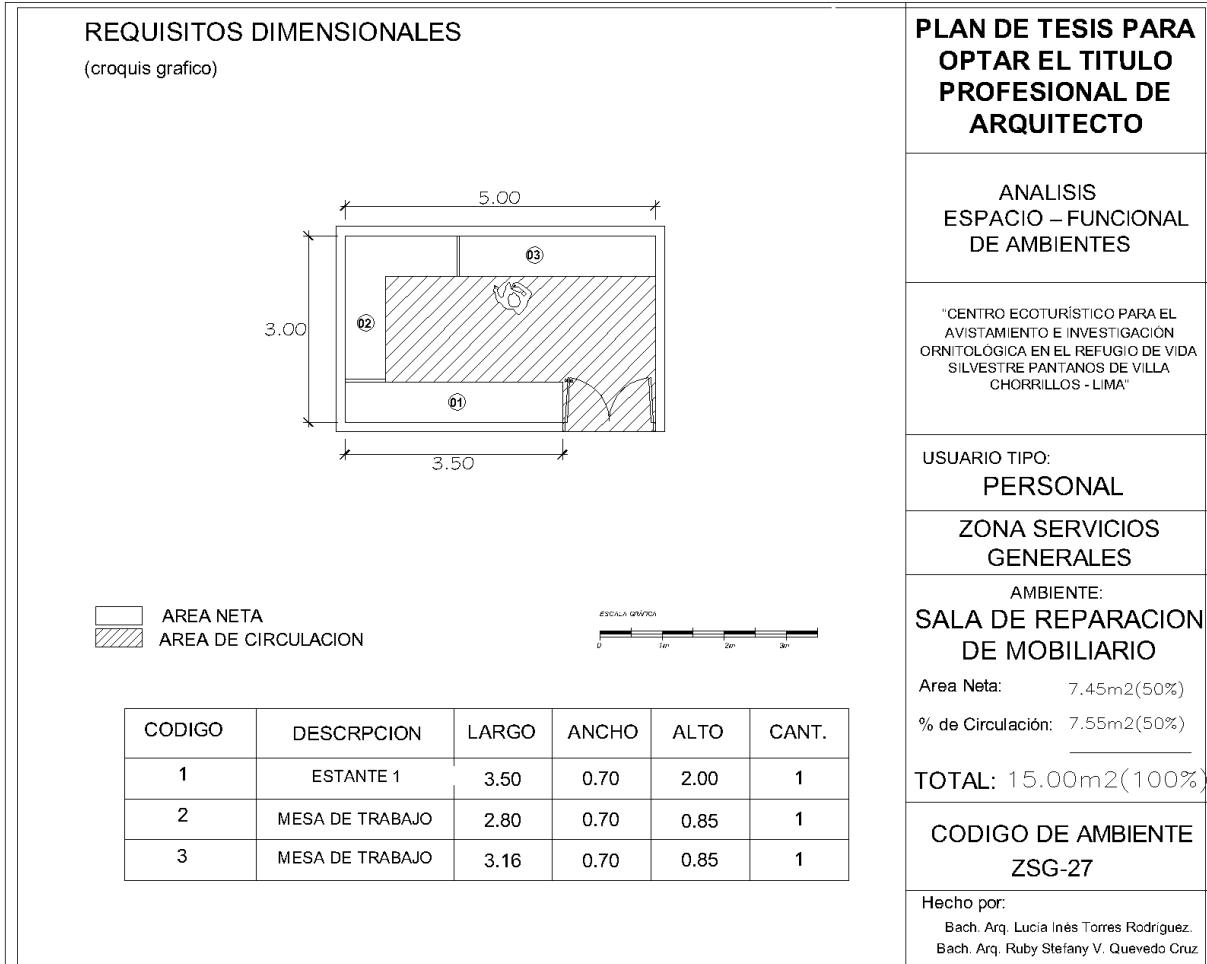 REQUISITOS DIMENSIONALES
(croquis grafico)
5.00
03
3.00
02
01
3.50
AREA NETA
AREA DE CIRCULACION
ESCALA GRÁFICA
0 1m 2m 3m
CODIGO DESCRPCION LARGO ANCHO ALTO CANT.
1 ESTANTE 1 3.50 0.70 2.00 1
2 MESA DE TRABAJO 2.80 0.70 0.85 1
3 MESA DE TRABAJO 3.16 0.70 0.85 1
PLAN DE TESIS PARA
OPTAR EL TITULO
PROFESIONAL DE
ARQUITECTO
ANALISIS
ESPACIO – FUNCIONAL
DE AMBIENTES
"CENTRO ECOTURÍSTICO PARA EL
AVISTAMIENTO E INVESTIGACIÓN
ORNITOLÓGICA EN EL REFUGIO DE VIDA
SILVESTRE PANTANOS DE VILLA
CHORRILLOS - LIMA"
USUARIO TIPO:
PERSONAL
ZONA SERVICIOS
GENERALES
AMBIENTE:
SALA DE REPARACION
DE MOBILIARIO
Area Neta: 7.45m2(50%)
% de Circulación: 7.55m2(50%)
TOTAL: 15.00m2(100%)
CODIGO DE AMBIENTE
ZSG-27
Hecho por:
Bach. Arq. Lucía Inés Torres Rodríguez.
Bach. Arq. Ruby Stefany V. Quevedo Cruz